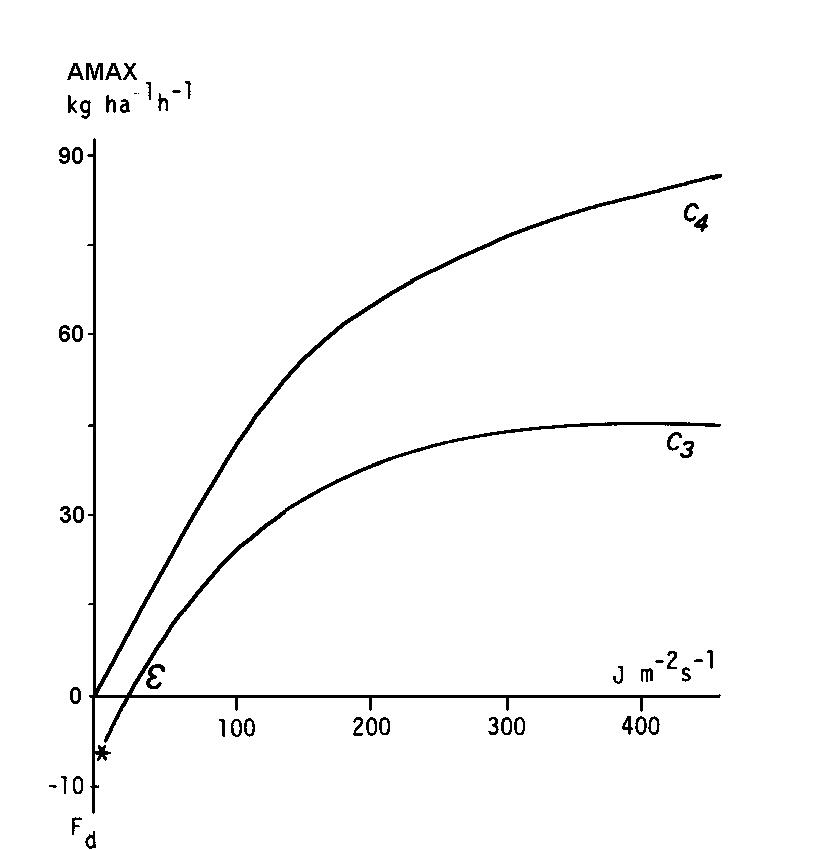 AMAX
kg ha⁻¹h⁻¹
90
C₄
60
C₃
30
ε
J m⁻²s⁻¹
0
100 200 300 400
*
-10
F_d